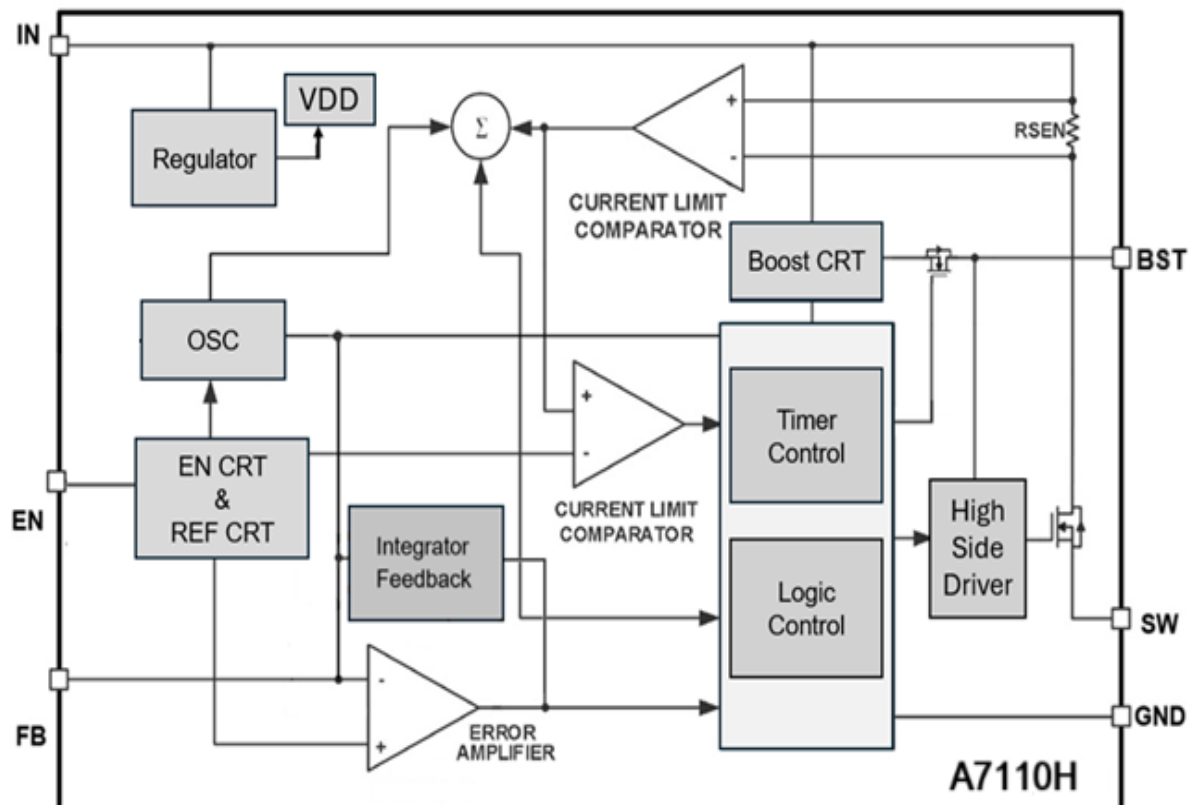 IN
VDD
Regulator
Σ
+
-
RSEN
CURRENT LIMIT
COMPARATOR
Boost CRT
BST
OSC
+
-
CURRENT LIMIT
COMPARATOR
Timer
Control
EN CRT
&
REF CRT
EN
Integrator
Feedback
High
Side
Driver
Logic
Control
SW
FB
-
+
ERROR
AMPLIFIER
GND
A7110H